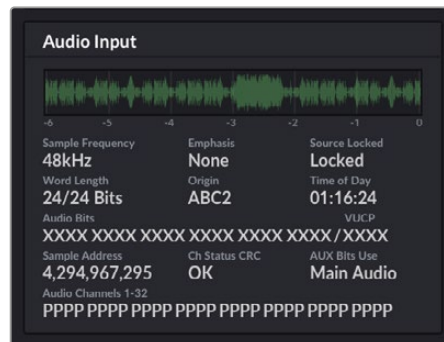 Audio Input
-6 -5 -4 -3 -2 -1 0
Sample Frequency Emphasis Source Locked
48kHz None Locked
Word Length Origin Time of Day
24/24 Bits ABC2 01:16:24
Audio Bits VUCP
XXXX XXXX XXXX XXXX XXXX XXXX/XXXX
Sample Address Ch Status CRC AUX Bits Use
4,294,967,295 OK Main Audio
Audio Channels 1-32
PPPP PPPP PPPP PPPP PPPP PPPP PPPP PPPP